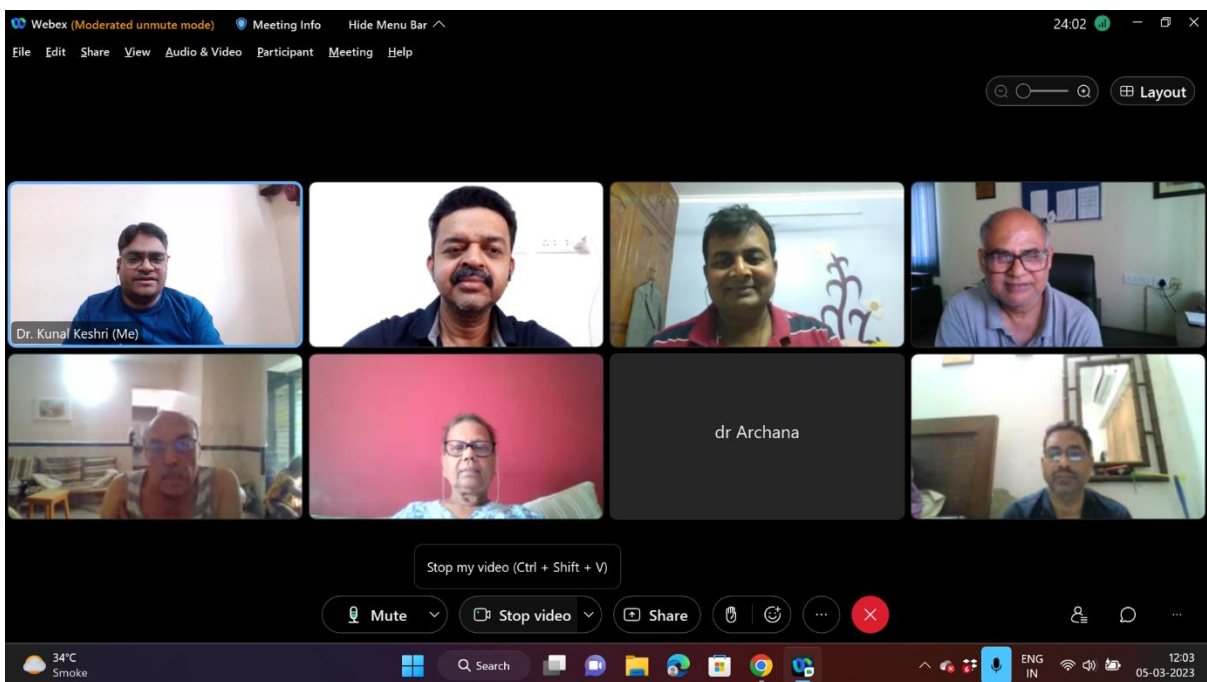 Webex (Moderated unmute mode) Meeting Info Hide Menu Bar 24:02
File Edit Share View Audio & Video Participant Meeting Help
Layout
Dr. Kunal Keshri (Me)
dr Archana
Stop my video (Ctrl + Shift + V)
Mute Stop video Share
34°C
Smoke
Search
ENG
IN
12:03
05-03-2023